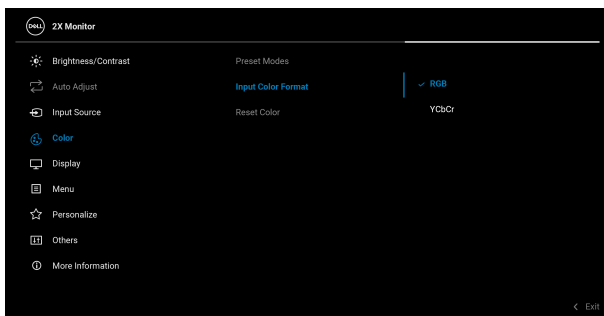 DELL
2X Monitor
Brightness/Contrast
Auto Adjust
Input Source
Color
Display
Menu
Personalize
Others
More Information
Preset Modes
Input Color Format
Reset Color
RGB
YCbCr
Exit